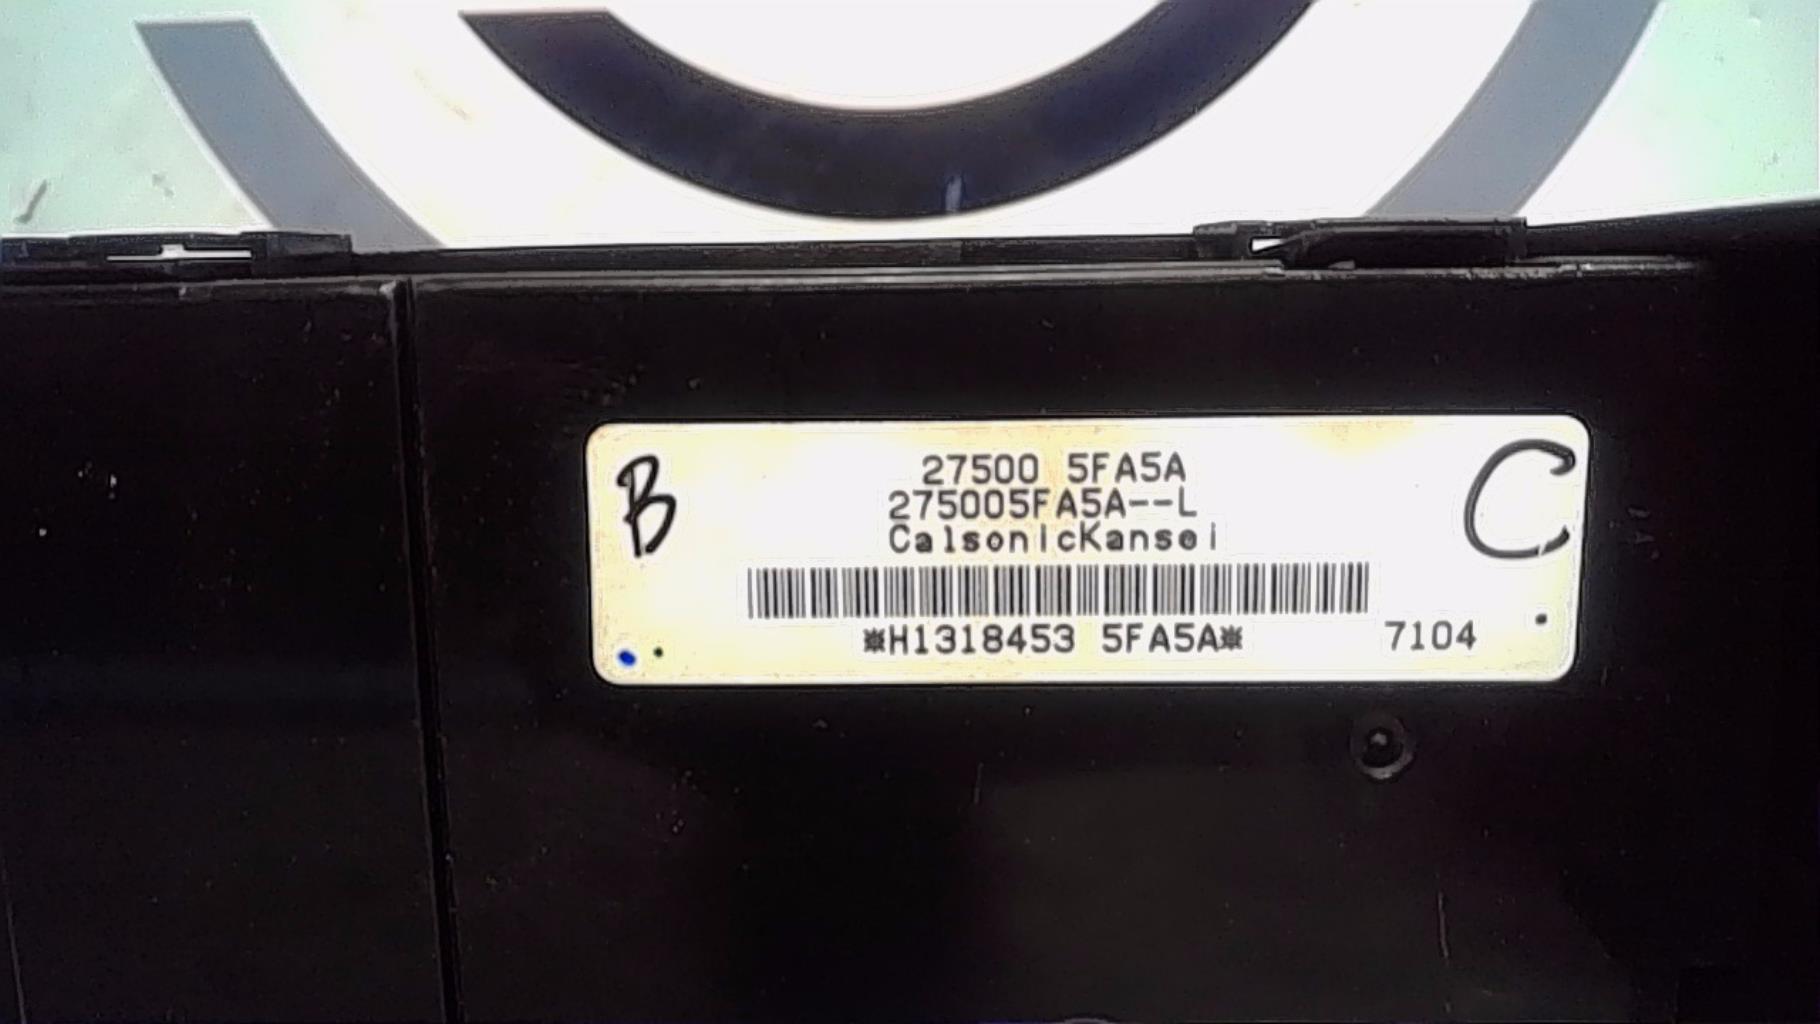 B
27500 5FA5A
275005FA5A--L
CalsonicKansei
C
*H1318453 5FA5A*
7104